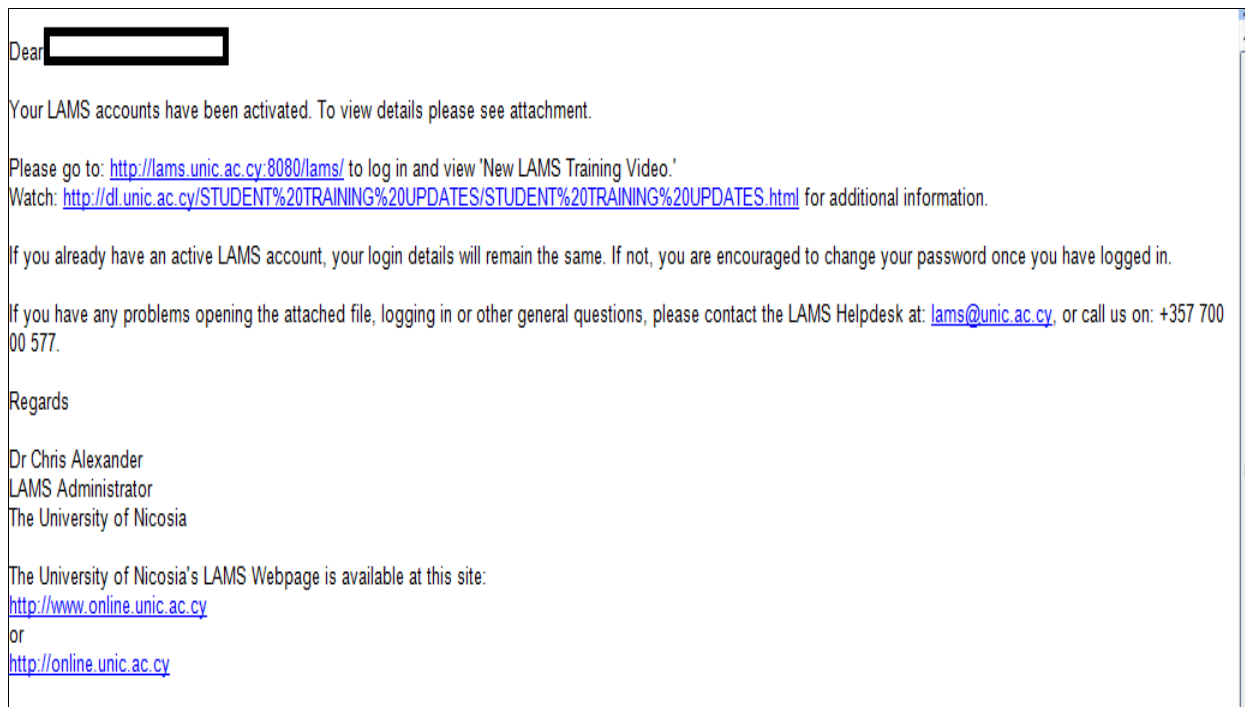 Dear
Your LAMS accounts have been activated. To view details please see attachment.
Please go to: http://lams.unic.ac.cy:8080/lams/ to log in and view 'New LAMS Training Video.'
Watch: http://dl.unic.ac.cy/STUDENT%20TRAINING%20UPDATES/STUDENT%20TRAINING%20UPDATES.html for additional information.
If you already have an active LAMS account, your login details will remain the same. If not, you are encouraged to change your password once you have logged in.
If you have any problems opening the attached file, logging in or other general questions, please contact the LAMS Helpdesk at: lams@unic.ac.cy, or call us on: +357 700
00 577.
Regards
Dr Chris Alexander
LAMS Administrator
The University of Nicosia
The University of Nicosia's LAMS Webpage is available at this site:
http://www.online.unic.ac.cy
or
http://online.unic.ac.cy